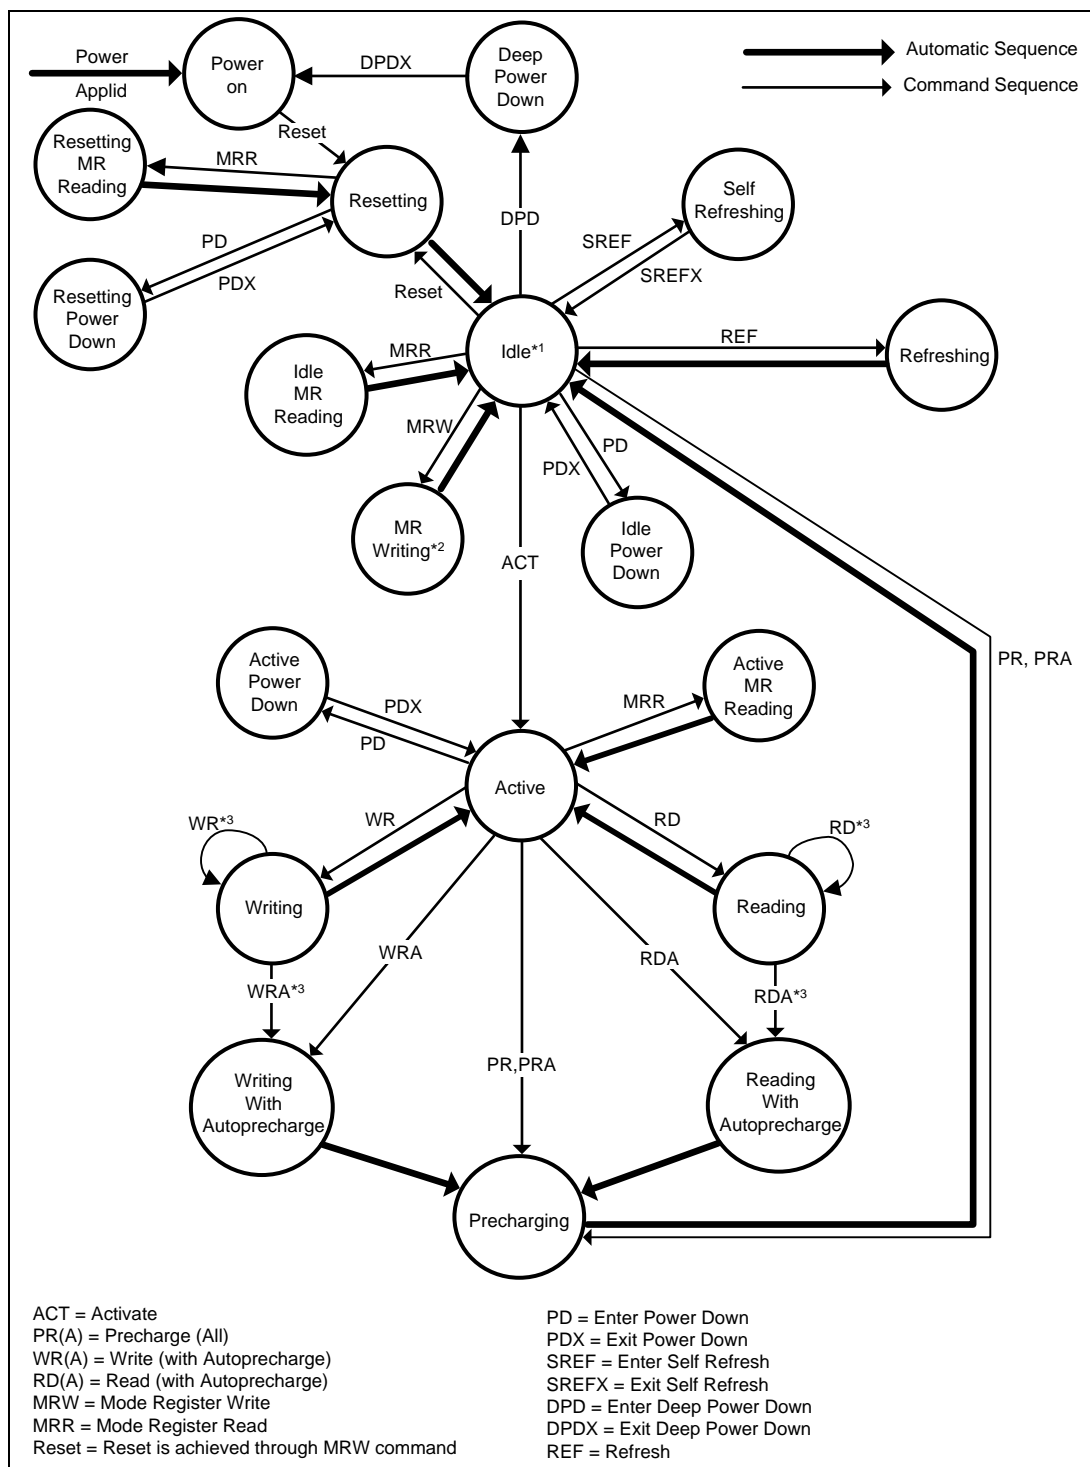 Power
Applid
Power
on
DPDX
Deep
Power
Down
Automatic Sequence
Command Sequence
Reset
Resetting
MR
Reading
MRR
Resetting
Self
Refreshing
DPD
SREF
SREFX
PD
PDX
Resetting
Power
Down
Reset
Idle*1
REF
Refreshing
MRR
Idle
MR
Reading
MRW
PD
PDX
MR
Writing*2
Idle
Power
Down
ACT
PR, PRA
Active
Power
Down
PDX
PD
MRR
Active
MR
Reading
Active
WR*3
WR
RD
RD*3
Writing
Reading
WRA
RDA
WRA*3
RDA*3
PR,PRA
Writing
With
Autoprecharge
Reading
With
Autoprecharge
Precharging
ACT = Activate
PR(A) = Precharge (All)
WR(A) = Write (with Autoprecharge)
RD(A) = Read (with Autoprecharge)
MRW = Mode Register Write
MRR = Mode Register Read
Reset = Reset is achieved through MRW command
PD = Enter Power Down
PDX = Exit Power Down
SREF = Enter Self Refresh
SREFX = Exit Self Refresh
DPD = Enter Deep Power Down
DPDX = Exit Deep Power Down
REF = Refresh